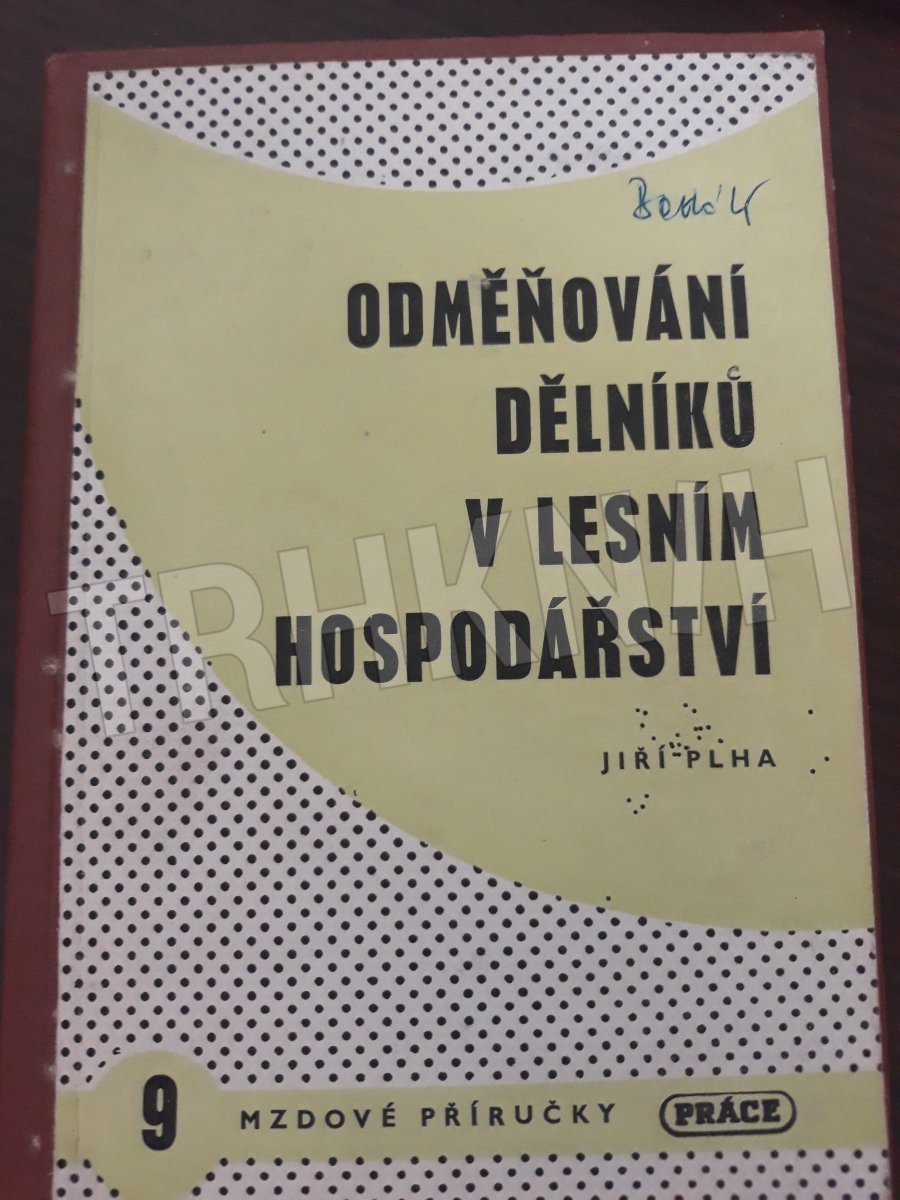 ODMĚŇOVÁNÍ
DĚLNÍKŮ
V LESNÍM
HOSPODÁŘSTVÍ
JIŘÍ PLHA
9 MZDOVÉ PŘÍRUČKY PRÁCE
TRHKNIH